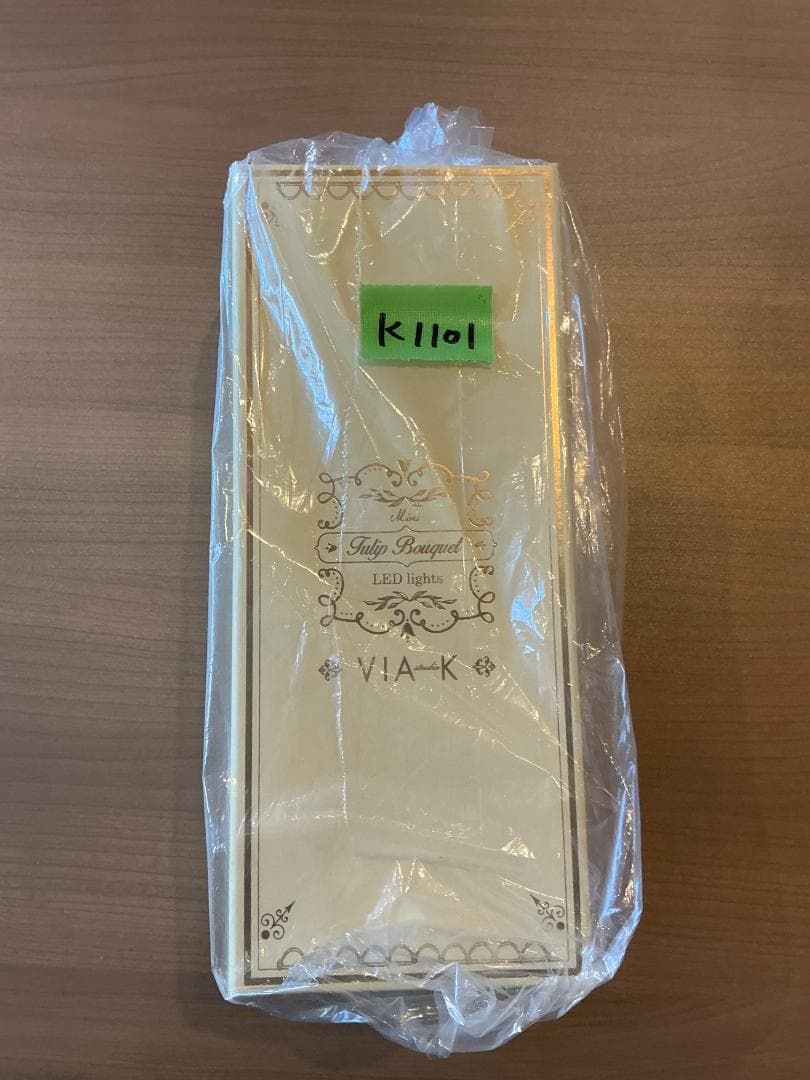 K1101
Mini
Tulip Bouquet
LED lights
VIA studio K